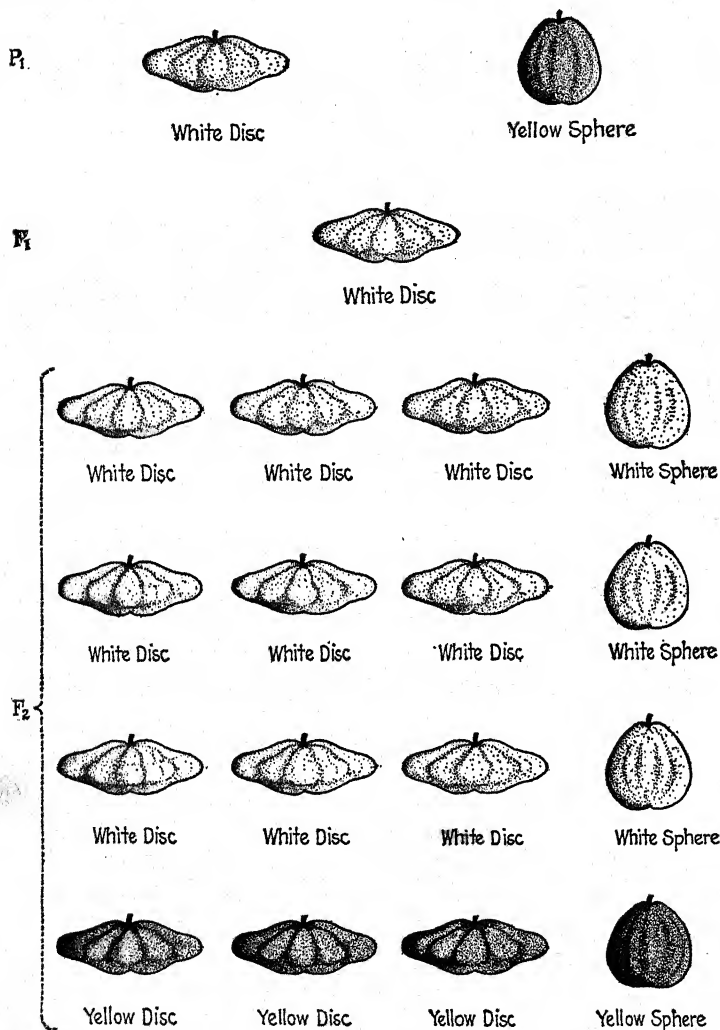 P1.
White Disc Yellow Sphere
F1
White Disc
White Disc White Disc White Disc White Sphere
White Disc White Disc White Disc White Sphere
F2
White Disc White Disc White Disc White Sphere
Yellow Disc Yellow Disc Yellow Disc Yellow Sphere